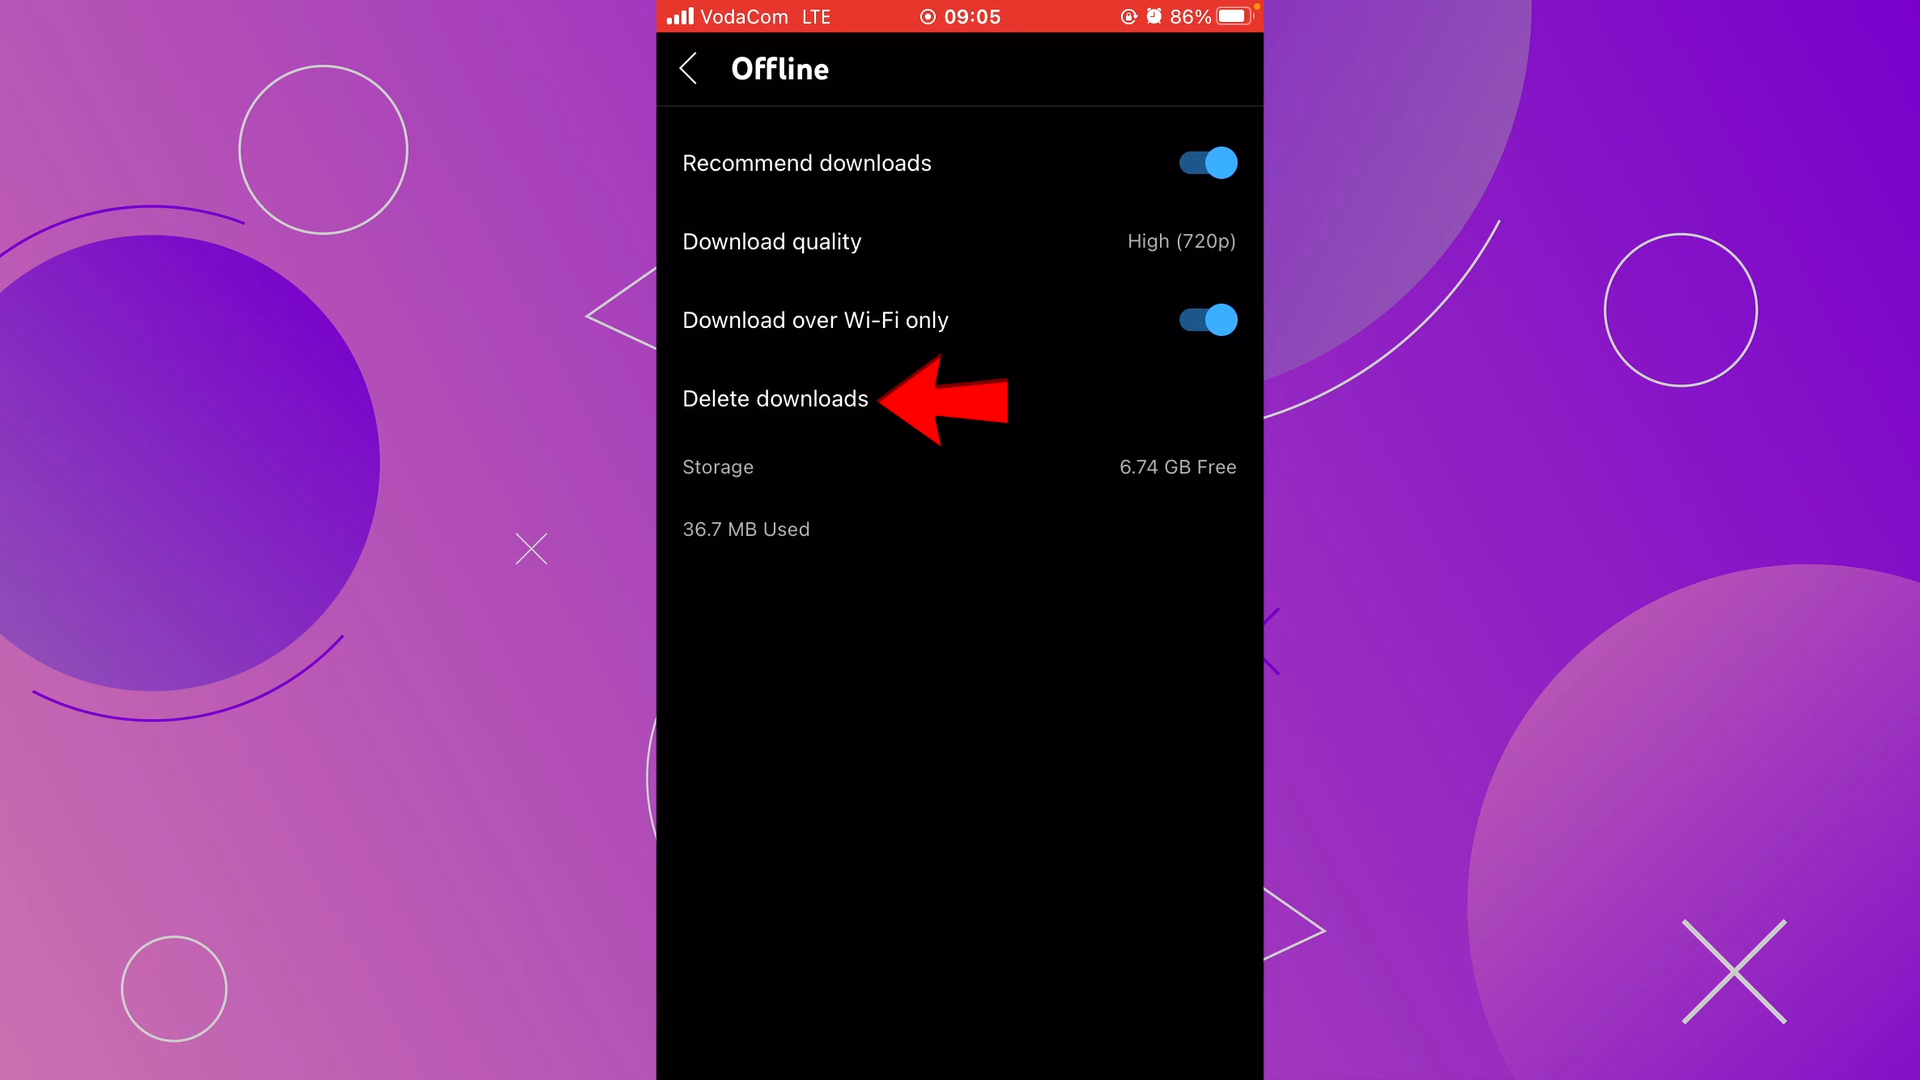 VodaCom LTE 09:05 86%
Offline
Recommend downloads
Download quality High (720p)
Download over Wi-Fi only
Delete downloads
Storage 6.74 GB Free
36.7 MB Used